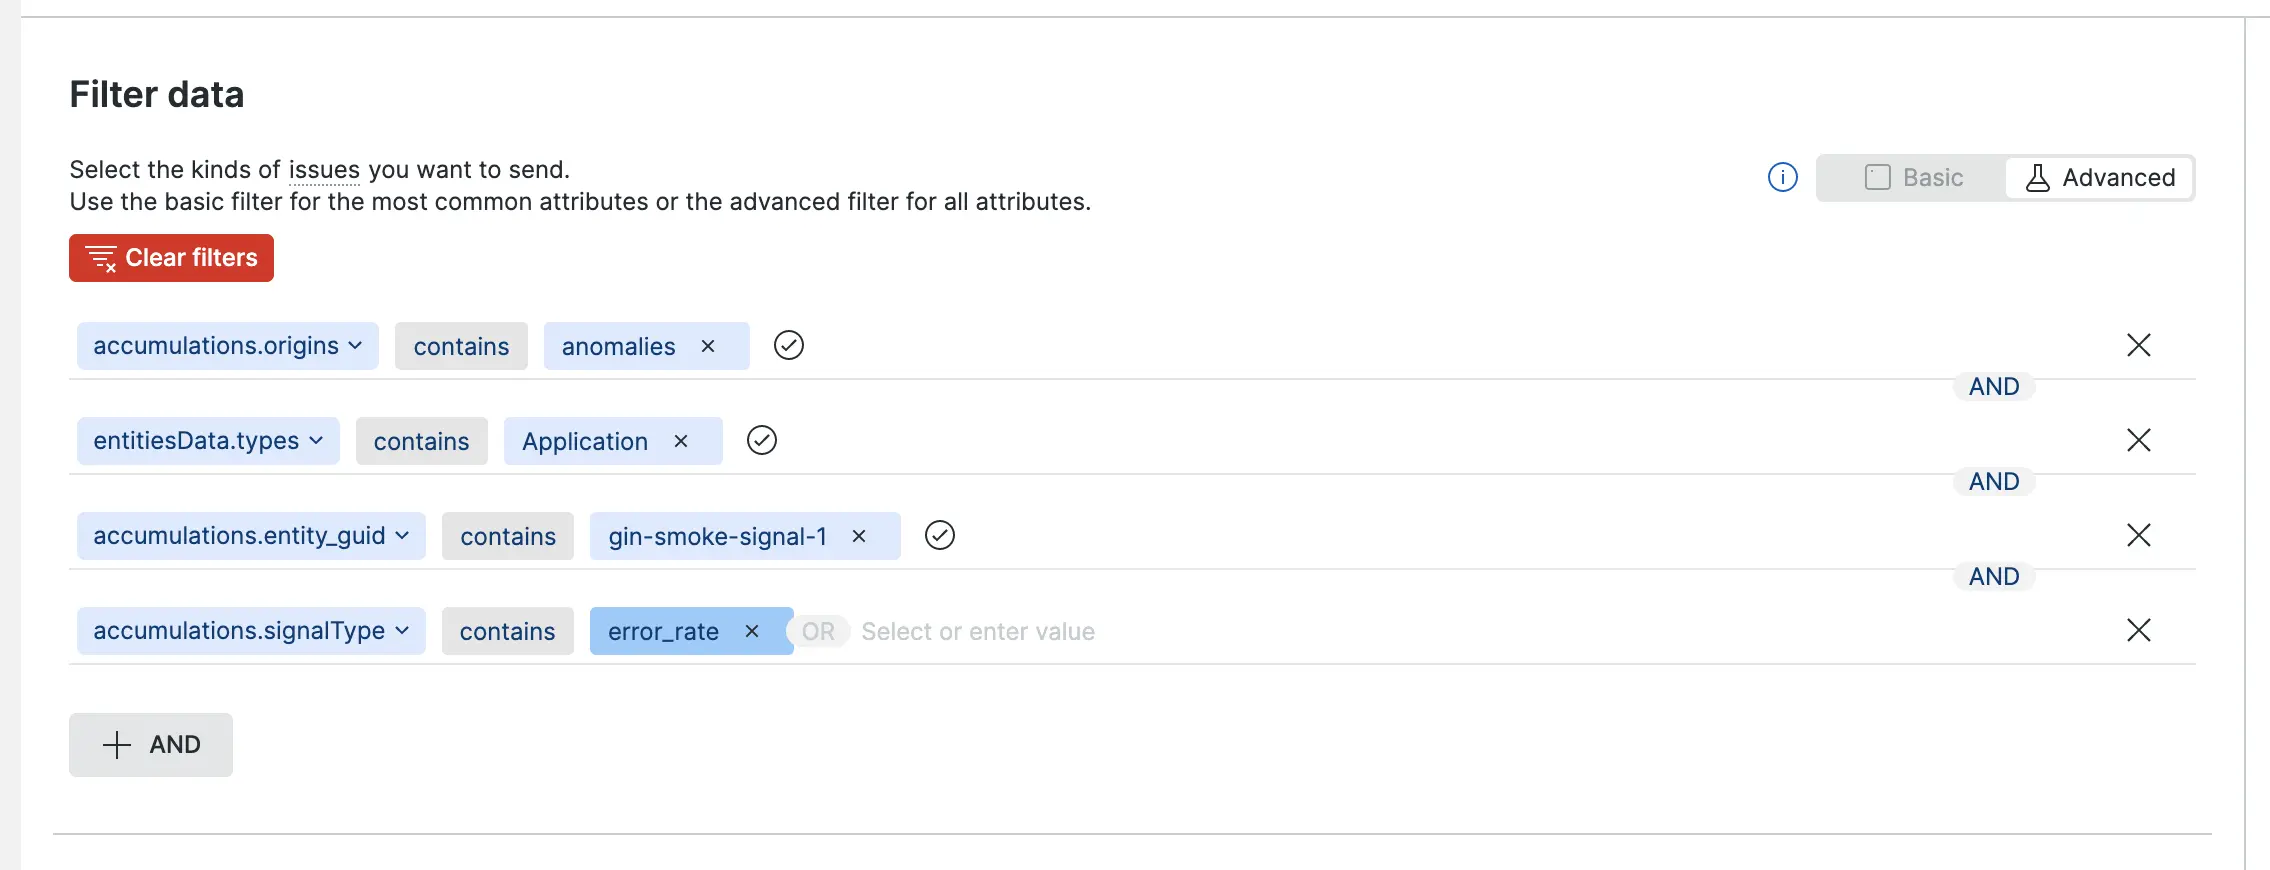 Filter data
Select the kinds of issues you want to send.
Use the basic filter for the most common attributes or the advanced filter for all attributes.
i Basic Advanced
Clear filters
accumulations.origins contains anomalies
AND
entitiesData.types contains Application
AND
accumulations.entity_guid contains gin-smoke-signal-1
AND
accumulations.signalType contains error_rate OR Select or enter value
AND